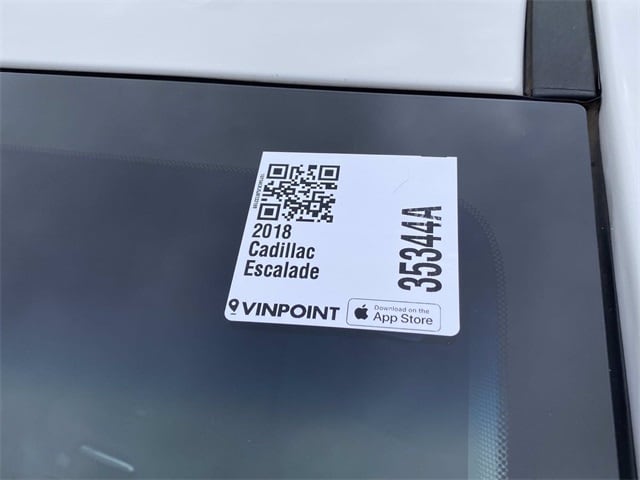 2018
Cadillac
Escalade
35344A
VINPOINT
Download on the
App Store